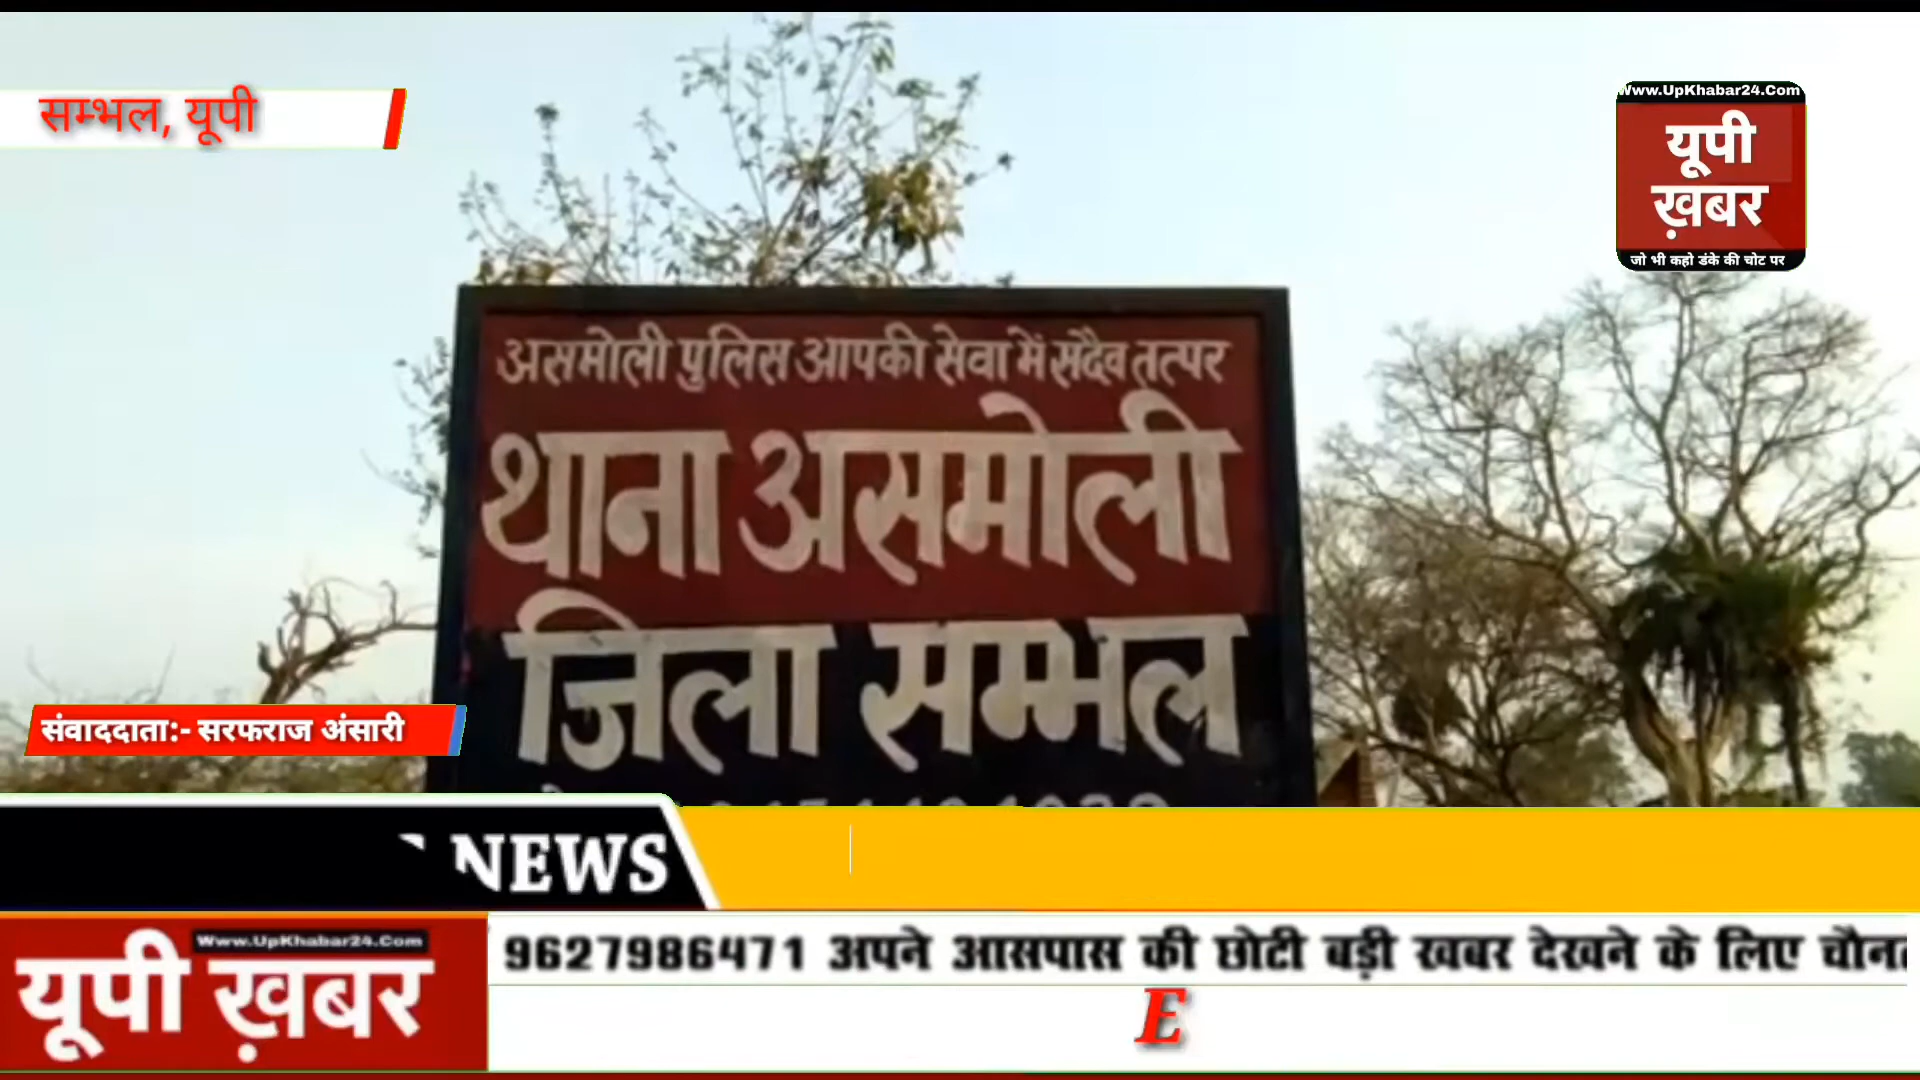 सम्भल, यूपी
Www.UpKhabar24.Com
यूपी
ख़बर
जो भी कहो डंके की चोट पर
असमोली पुलिस आपकी सेवा में सदैव तत्पर
थाना असमोली
जिला सम्भल
संवाददाता:- सरफराज अंसारी
NEWS
Www.UpKhabar24.Com
यूपी ख़बर
9627986471 अपने आसपास की छोटी बड़ी खबर देखने के लिए
E